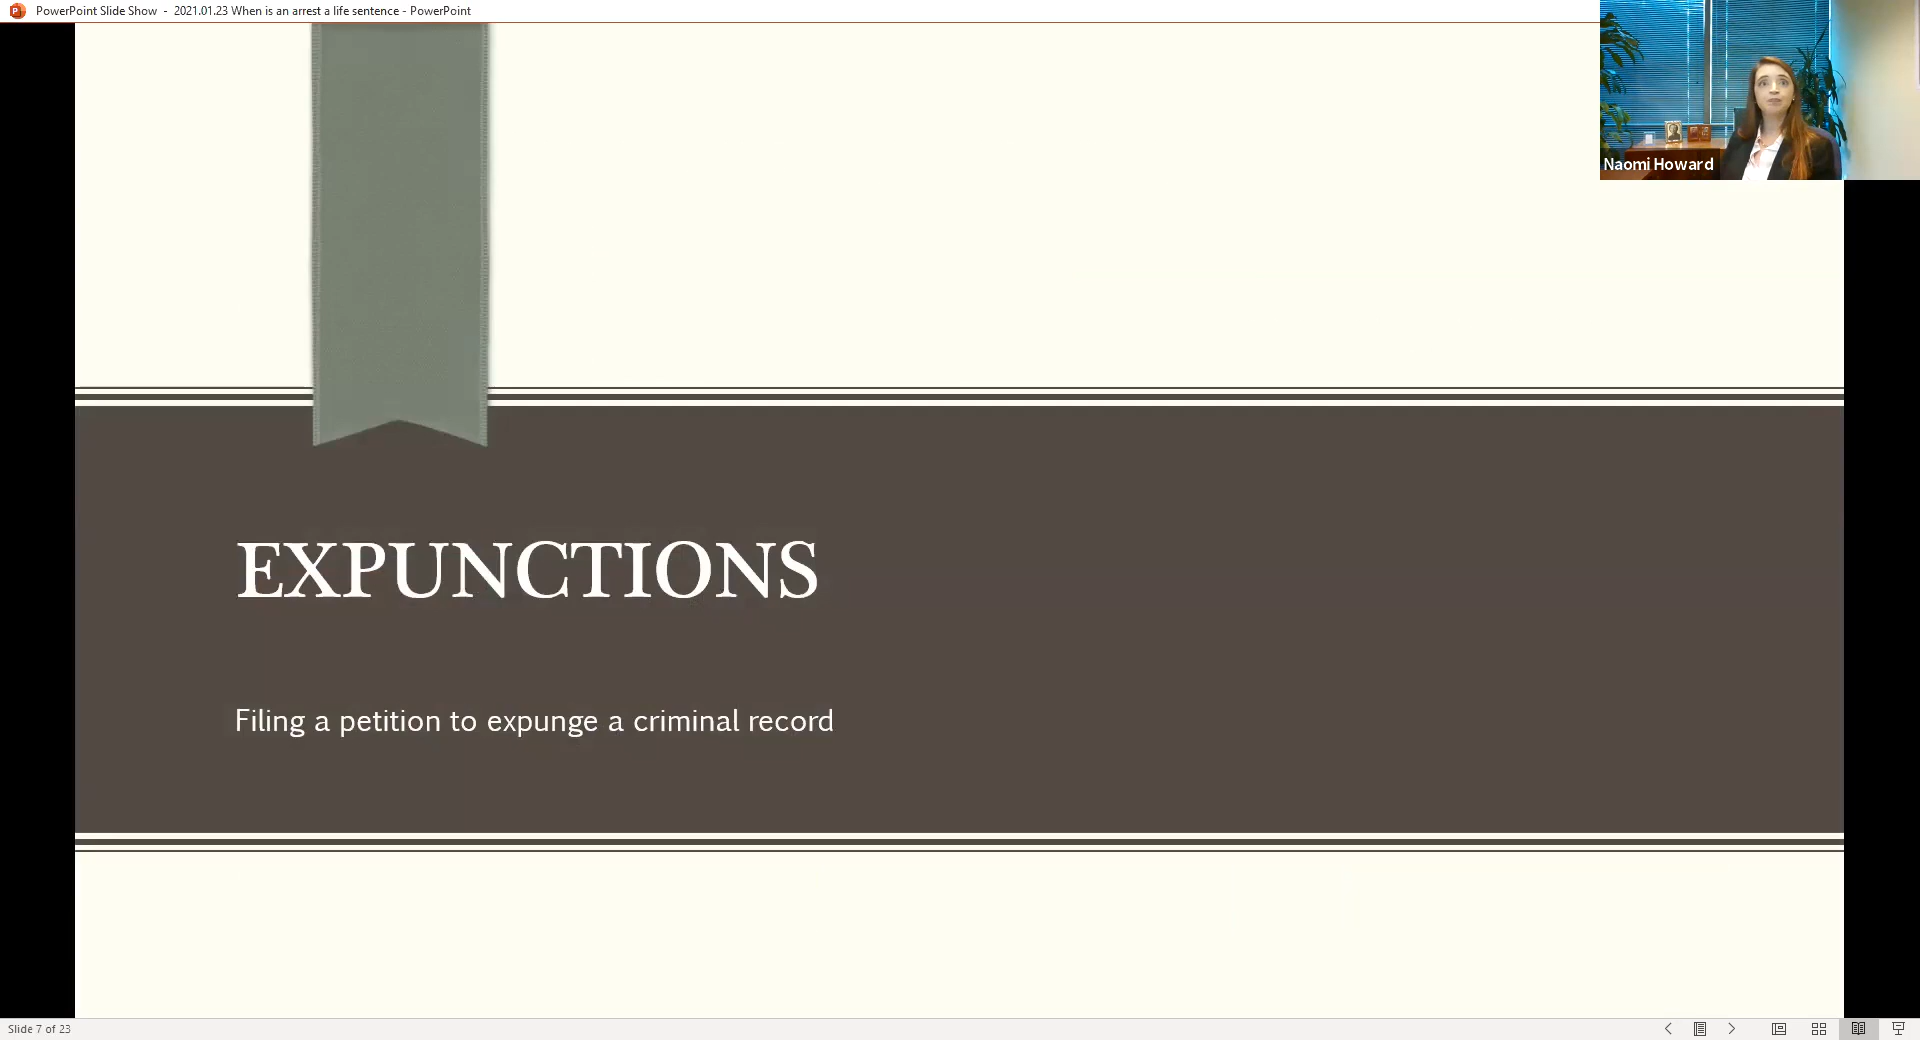 PowerPoint Slide Show - 2021.01.23 When is an arrest a life sentence - PowerPoint
Naomi Howard
EXPUNCTIONS
Filing a petition to expunge a criminal record
Slide 7 of 23